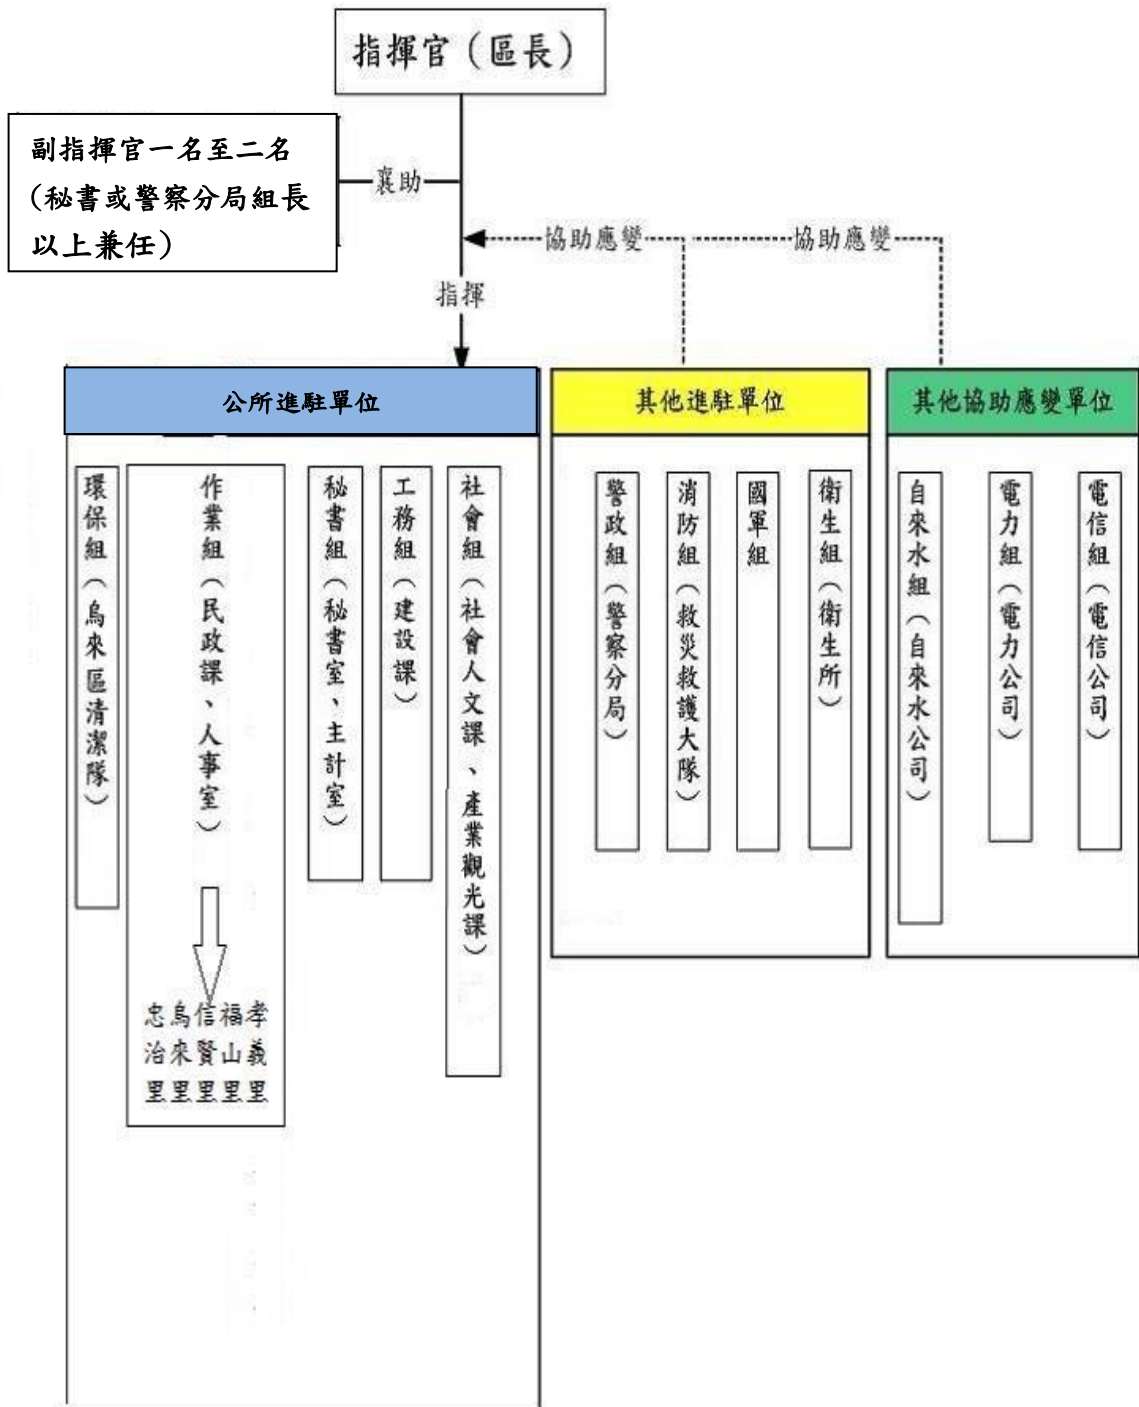 指揮官（區長）
副指揮官一名至二名
(秘書或警察分局組長
以上兼任)
襄助
協助應變
協助應變
指揮
公所進駐單位
其他進駐單位
其他協助應變單位
環保組（烏來區清潔隊）
作業組（民政課、人事室）
忠治里
烏來里
信賢里
福山里
孝義里
秘書組（秘書室、主計室）
工務組（建設課）
社會組（社會人文課、產業觀光課）
警政組（警察分局）
消防組（救災救護大隊）
國軍組
衛生組（衛生所）
自來水組（自來水公司）
電力組（電力公司）
電信組（電信公司）